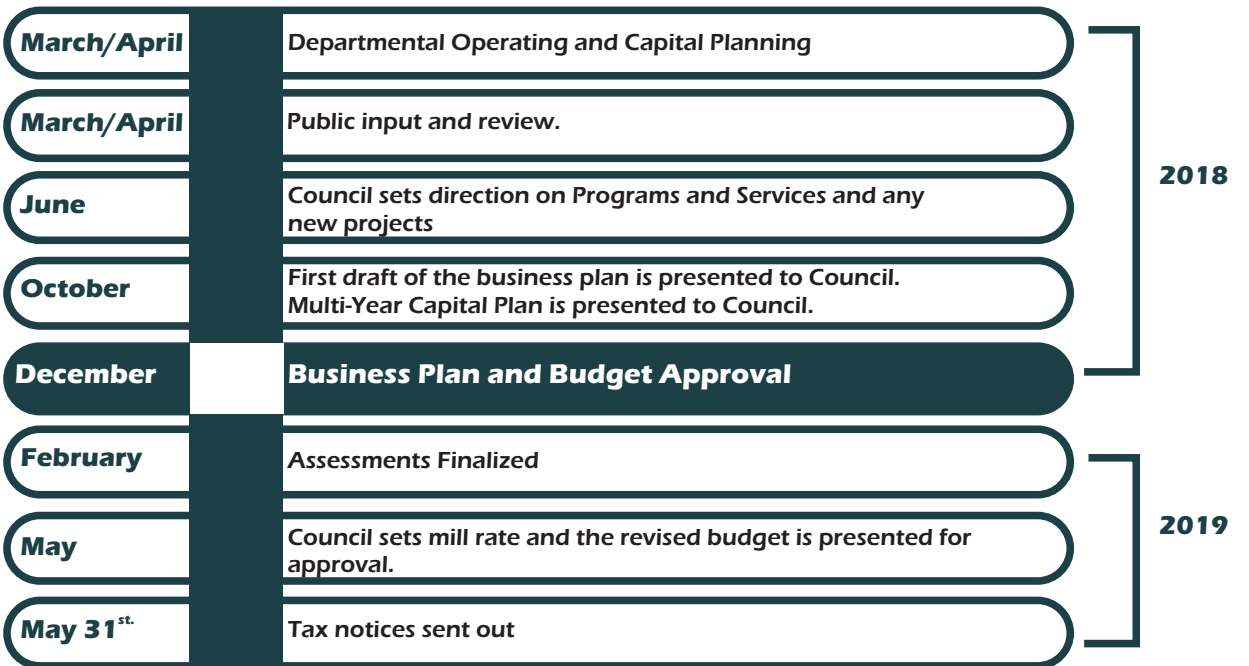 March/April Departmental Operating and Capital Planning
March/April Public input and review.
2018
June Council sets direction on Programs and Services and any
new projects
October First draft of the business plan is presented to Council.
Multi-Year Capital Plan is presented to Council.
December Business Plan and Budget Approval
February Assessments Finalized
2019
May Council sets mill rate and the revised budget is presented for
approval.
May 31st. Tax notices sent out